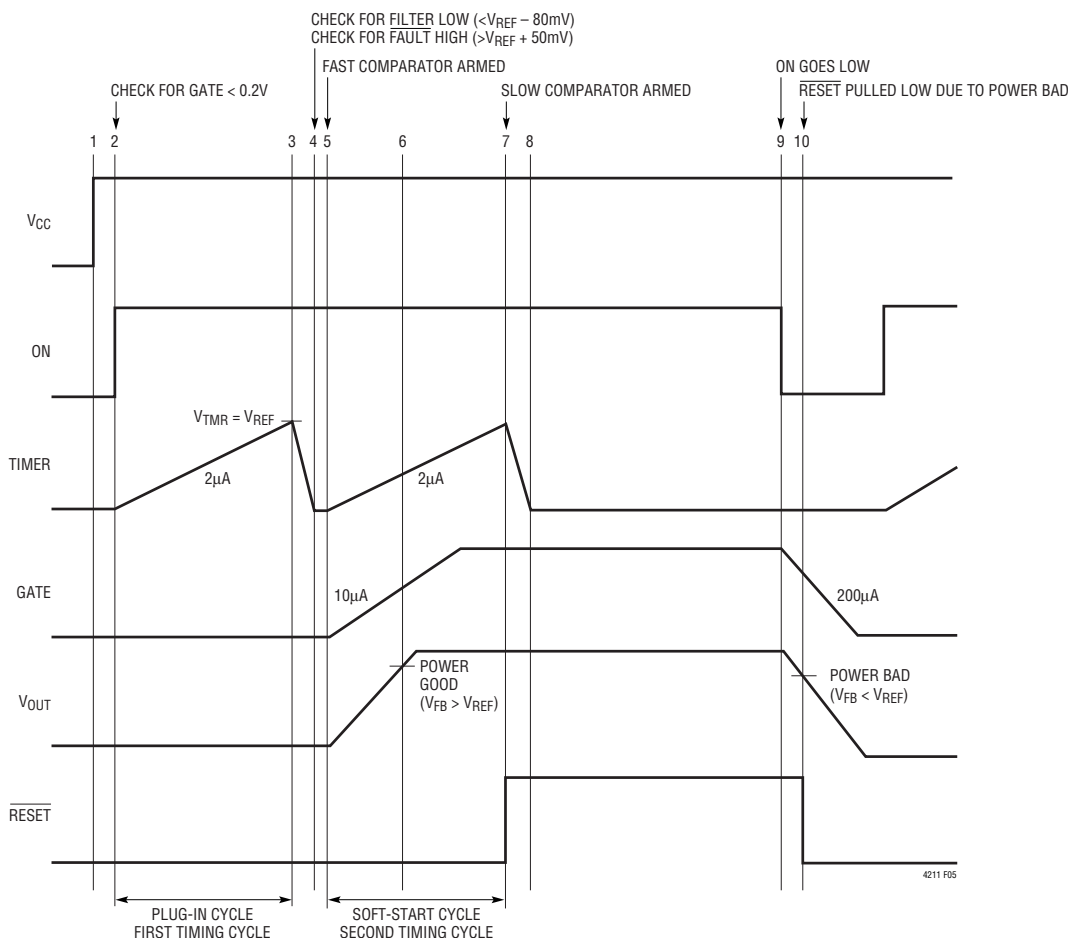 CHECK FOR FILTER LOW (<VREF – 80mV)
CHECK FOR FAULT HIGH (>VREF + 50mV)
FAST COMPARATOR ARMED
ON GOES LOW
CHECK FOR GATE < 0.2V
SLOW COMPARATOR ARMED
RESET PULLED LOW DUE TO POWER BAD
1 2 3 4 5 6 7 8 9 10
VCC
ON
VTMR = VREF
TIMER
2µA
2µA
GATE
10µA
200µA
POWER
GOOD
(VFB > VREF)
POWER BAD
(VFB < VREF)
VOUT
RESET
4211 F05
PLUG-IN CYCLE
FIRST TIMING CYCLE
SOFT-START CYCLE
SECOND TIMING CYCLE